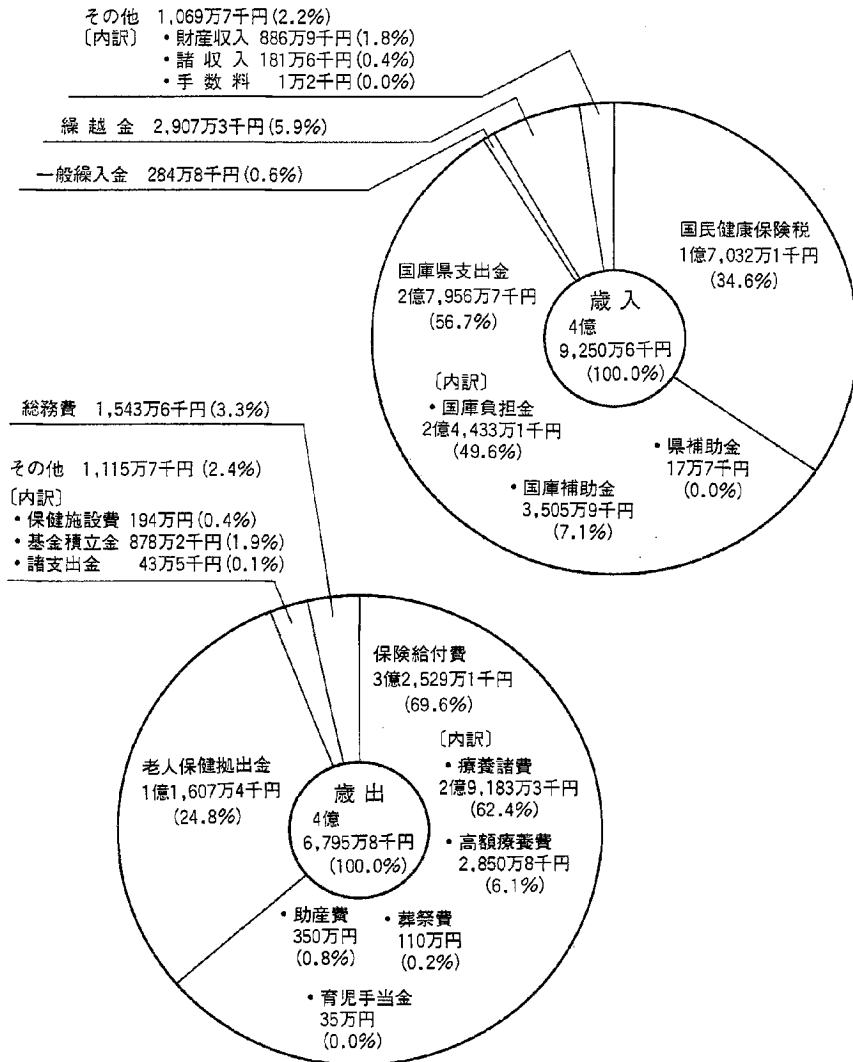 その他 1,069万7千円(2.2%)
〔内訳〕 ・財産収入 886万9千円(1.8%)
・諸収入 181万6千円(0.4%)
・手数料 1万2千円(0.0%)
繰越金 2,907万3千円(5.9%)
一般繰入金 284万8千円(0.6%)
国民健康保険税
1億7,032万1千円
(34.6%)
国庫県支出金
2億7,956万7千円
(56.7%)
歳入
4億
9,250万6千円
(100.0%)
〔内訳〕
・国庫負担金
2億4,433万1千円
(49.6%)
・県補助金
17万7千円
(0.0%)
・国庫補助金
3,505万9千円
(7.1%)
総務費 1,543万6千円(3.3%)
その他 1,115万7千円(2.4%)
〔内訳〕
・保健施設費 194万円(0.4%)
・基金積立金 878万2千円(1.9%)
・諸支出金 43万5千円(0.1%)
保険給付費
3億2,529万1千円
(69.6%)
〔内訳〕
・療養諸費
2億9,183万3千円
(62.4%)
・高額療養費
2,850万8千円
(6.1%)
老人保健拠出金
1億1,607万4千円
(24.8%)
歳出
4億
6,795万8千円
(100.0%)
・助産費
350万円
(0.8%)
・葬祭費
110万円
(0.2%)
・育児手当金
35万円
(0.0%)